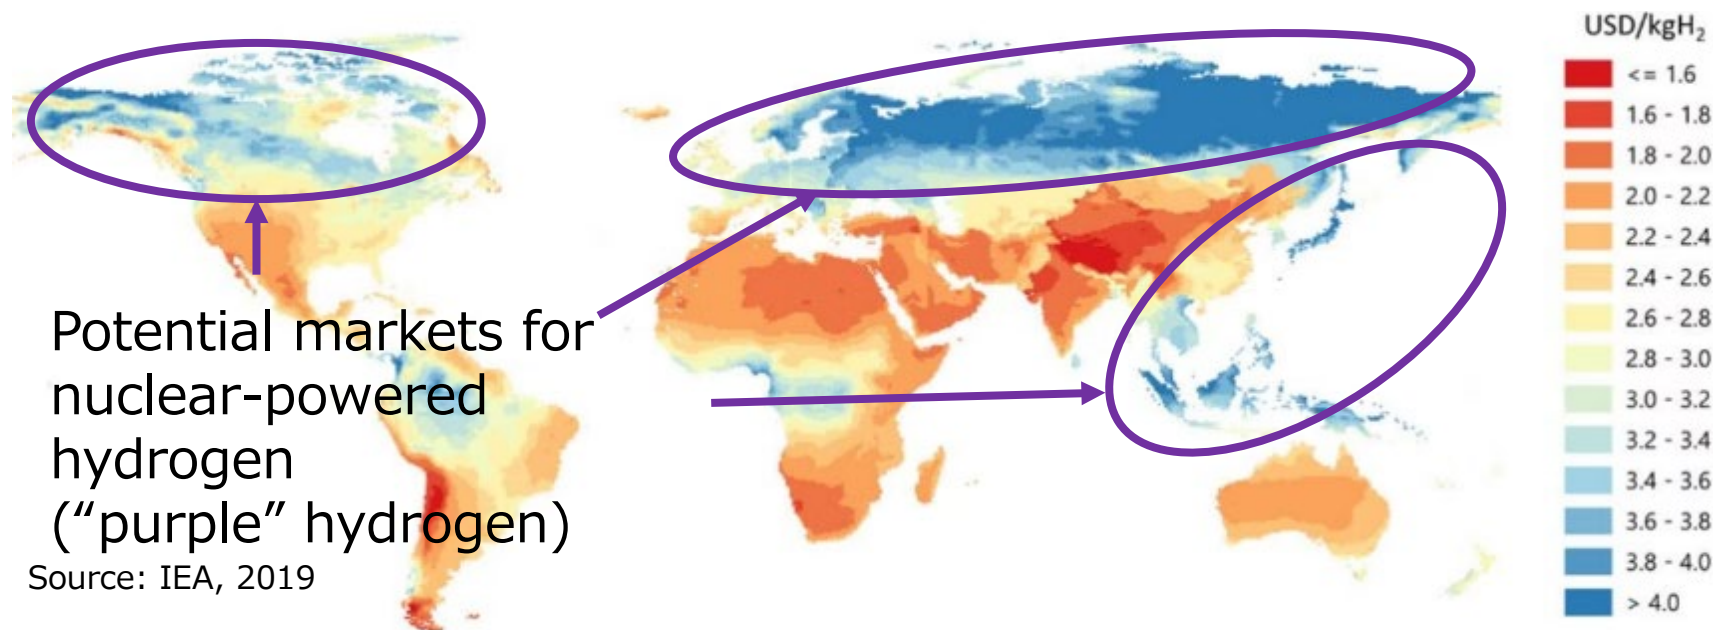 USD/kgH₂
<= 1.6
1.6 - 1.8
1.8 - 2.0
2.0 - 2.2
2.2 - 2.4
2.4 - 2.6
2.6 - 2.8
2.8 - 3.0
3.0 - 3.2
3.2 - 3.4
3.4 - 3.6
3.6 - 3.8
3.8 - 4.0
> 4.0
Potential markets for
nuclear-powered
hydrogen
(“purple” hydrogen)
Source: IEA, 2019